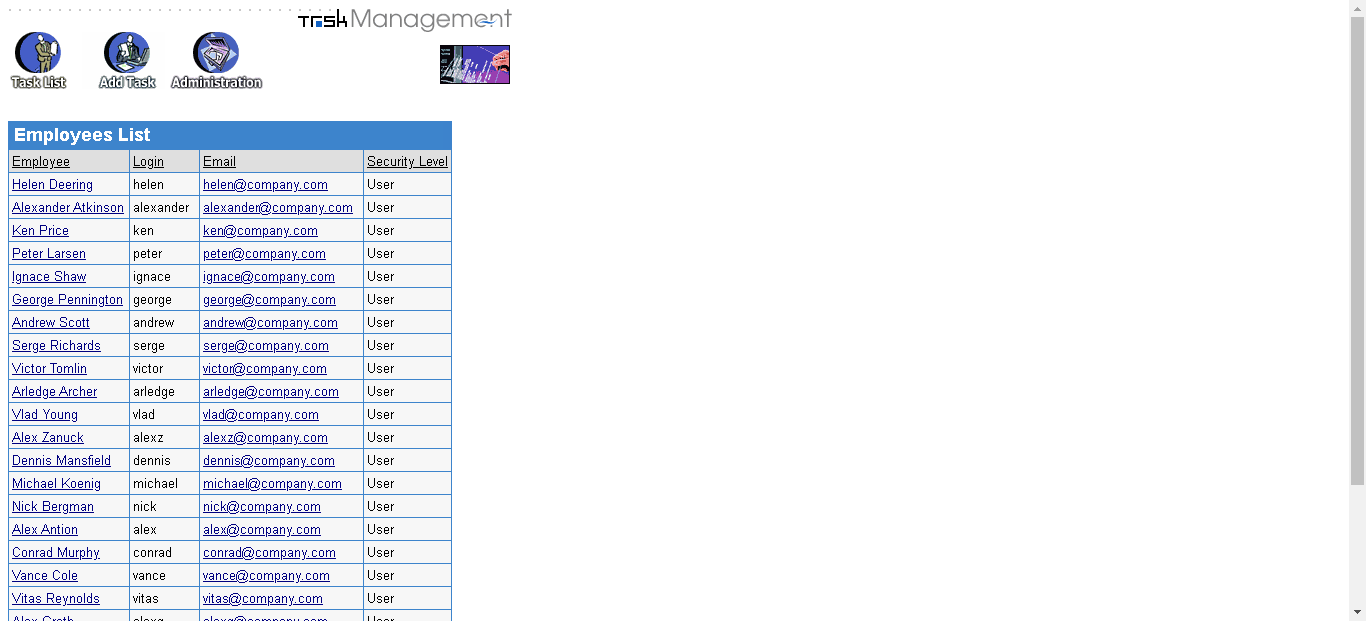 Task Management
Task List Add Task Administration
Employees List
Employee Login Email Security Level
Helen Deering helen helen@company.com User
Alexander Atkinson alexander alexander@company.com User
Ken Price ken ken@company.com User
Peter Larsen peter peter@company.com User
Ignace Shaw ignace ignace@company.com User
George Pennington george george@company.com User
Andrew Scott andrew andrew@company.com User
Serge Richards serge serge@company.com User
Victor Tomlin victor victor@company.com User
Arledge Archer arledge arledge@company.com User
Vlad Young vlad vlad@company.com User
Alex Zanuck alexz alexz@company.com User
Dennis Mansfield dennis dennis@company.com User
Michael Koenig michael michael@company.com User
Nick Bergman nick nick@company.com User
Alex Antion alex alex@company.com User
Conrad Murphy conrad conrad@company.com User
Vance Cole vance vance@company.com User
Vitas Reynolds vitas vitas@company.com User
Alex alexg alexg@company.com User